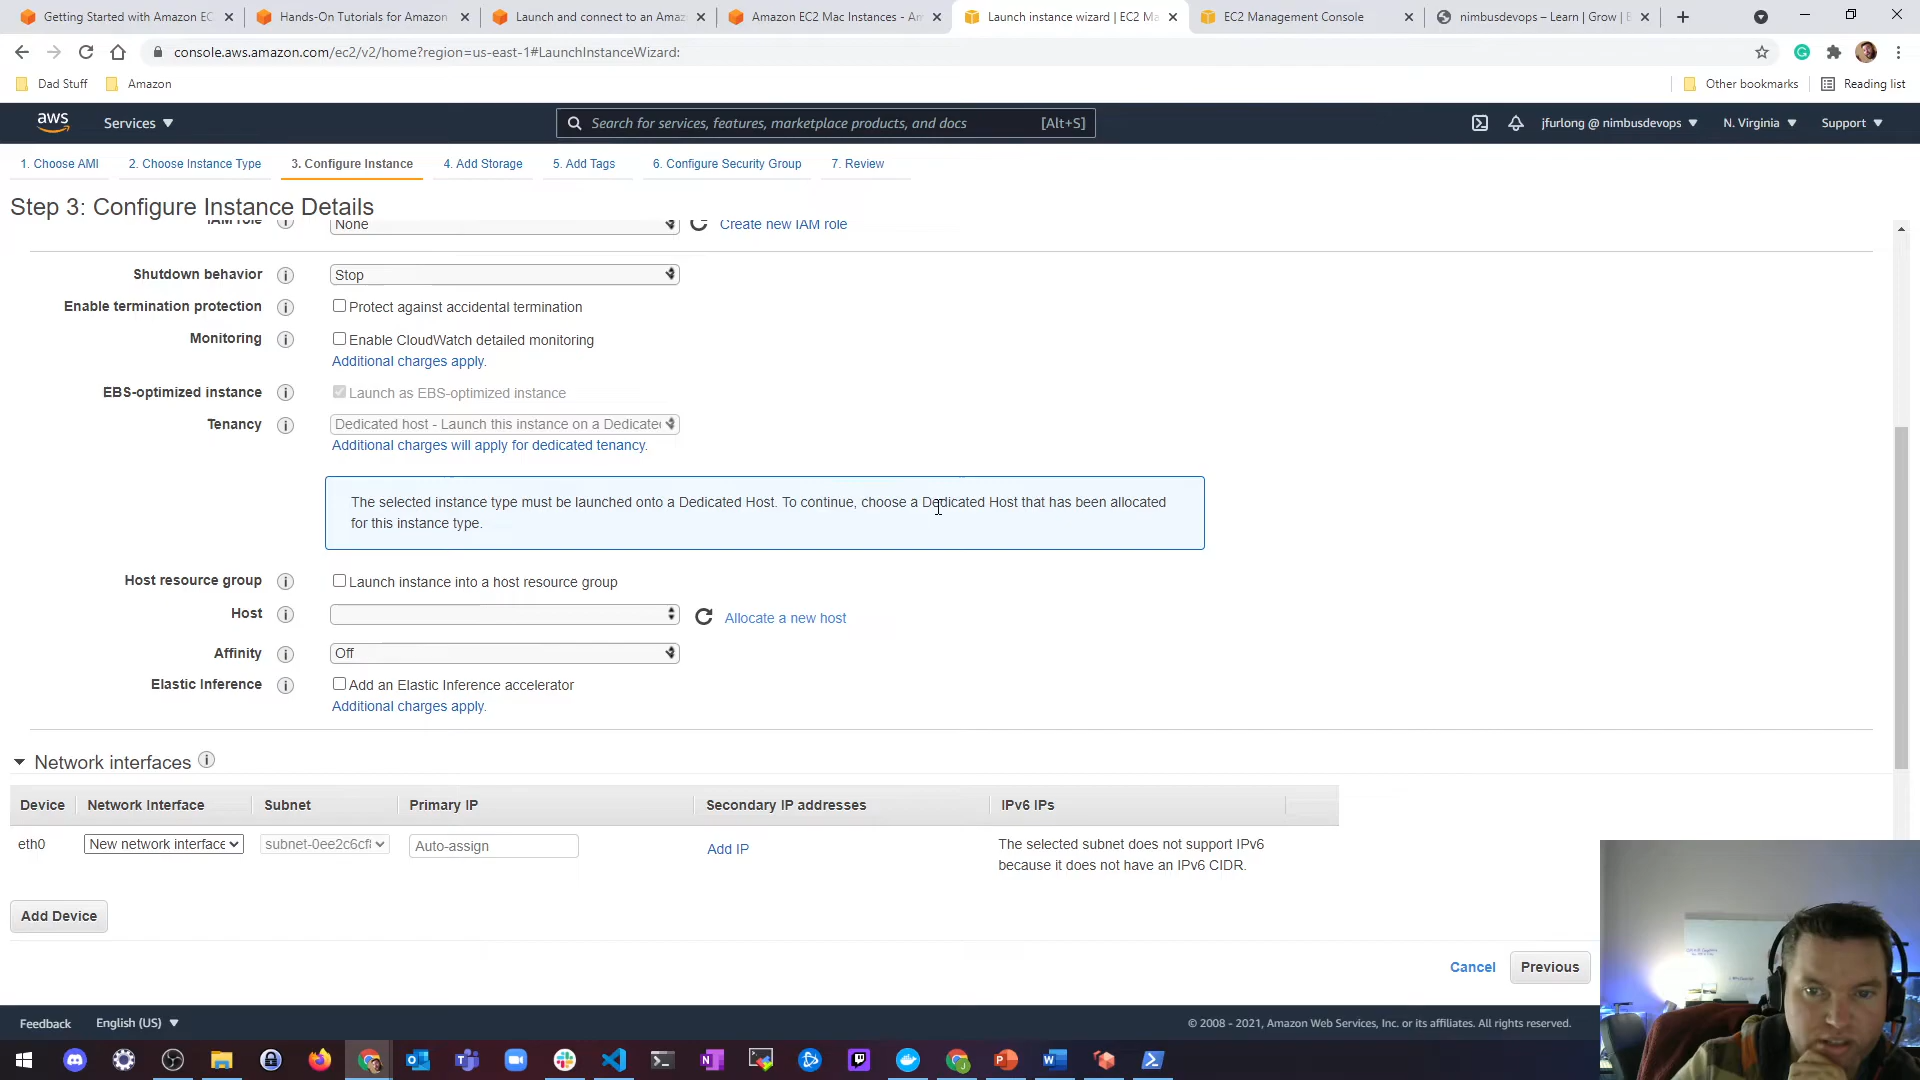 Getting Started with Amazon EC
Hands-On Tutorials for Amazon
Launch and connect to an Amaz
Amazon EC2 Mac Instances - Am
Launch instance wizard | EC2 Ma
EC2 Management Console
nimbusdevops – Learn | Grow | E
console.aws.amazon.com/ec2/v2/home?region=us-east-1#LaunchInstanceWizard:
Dad Stuff
Amazon
Other bookmarks
Reading list
aws
Services
Search for services, features, marketplace products, and docs
[Alt+S]
jfurlong @ nimbusdevops
N. Virginia
Support
1. Choose AMI
2. Choose Instance Type
3. Configure Instance
4. Add Storage
5. Add Tags
6. Configure Security Group
7. Review
Step 3: Configure Instance Details
IAM role
None
Create new IAM role
Shutdown behavior
Stop
Enable termination protection
Protect against accidental termination
Monitoring
Enable CloudWatch detailed monitoring
Additional charges apply.
EBS-optimized instance
Launch as EBS-optimized instance
Tenancy
Dedicated host - Launch this instance on a Dedicated
Additional charges will apply for dedicated tenancy.
The selected instance type must be launched onto a Dedicated Host. To continue, choose a Dedicated Host that has been allocated
for this instance type.
Host resource group
Launch instance into a host resource group
Host
Allocate a new host
Affinity
Off
Elastic Inference
Add an Elastic Inference accelerator
Additional charges apply.
Network interfaces
Device
Network Interface
Subnet
Primary IP
Secondary IP addresses
IPv6 IPs
eth0
New network interface
subnet-0ee2c6cf
Auto-assign
Add IP
The selected subnet does not support IPv6
because it does not have an IPv6 CIDR.
Add Device
Cancel
Previous
Feedback
English (US)
© 2008 - 2021, Amazon Web Services, Inc. or its affiliates. All rights reserved.